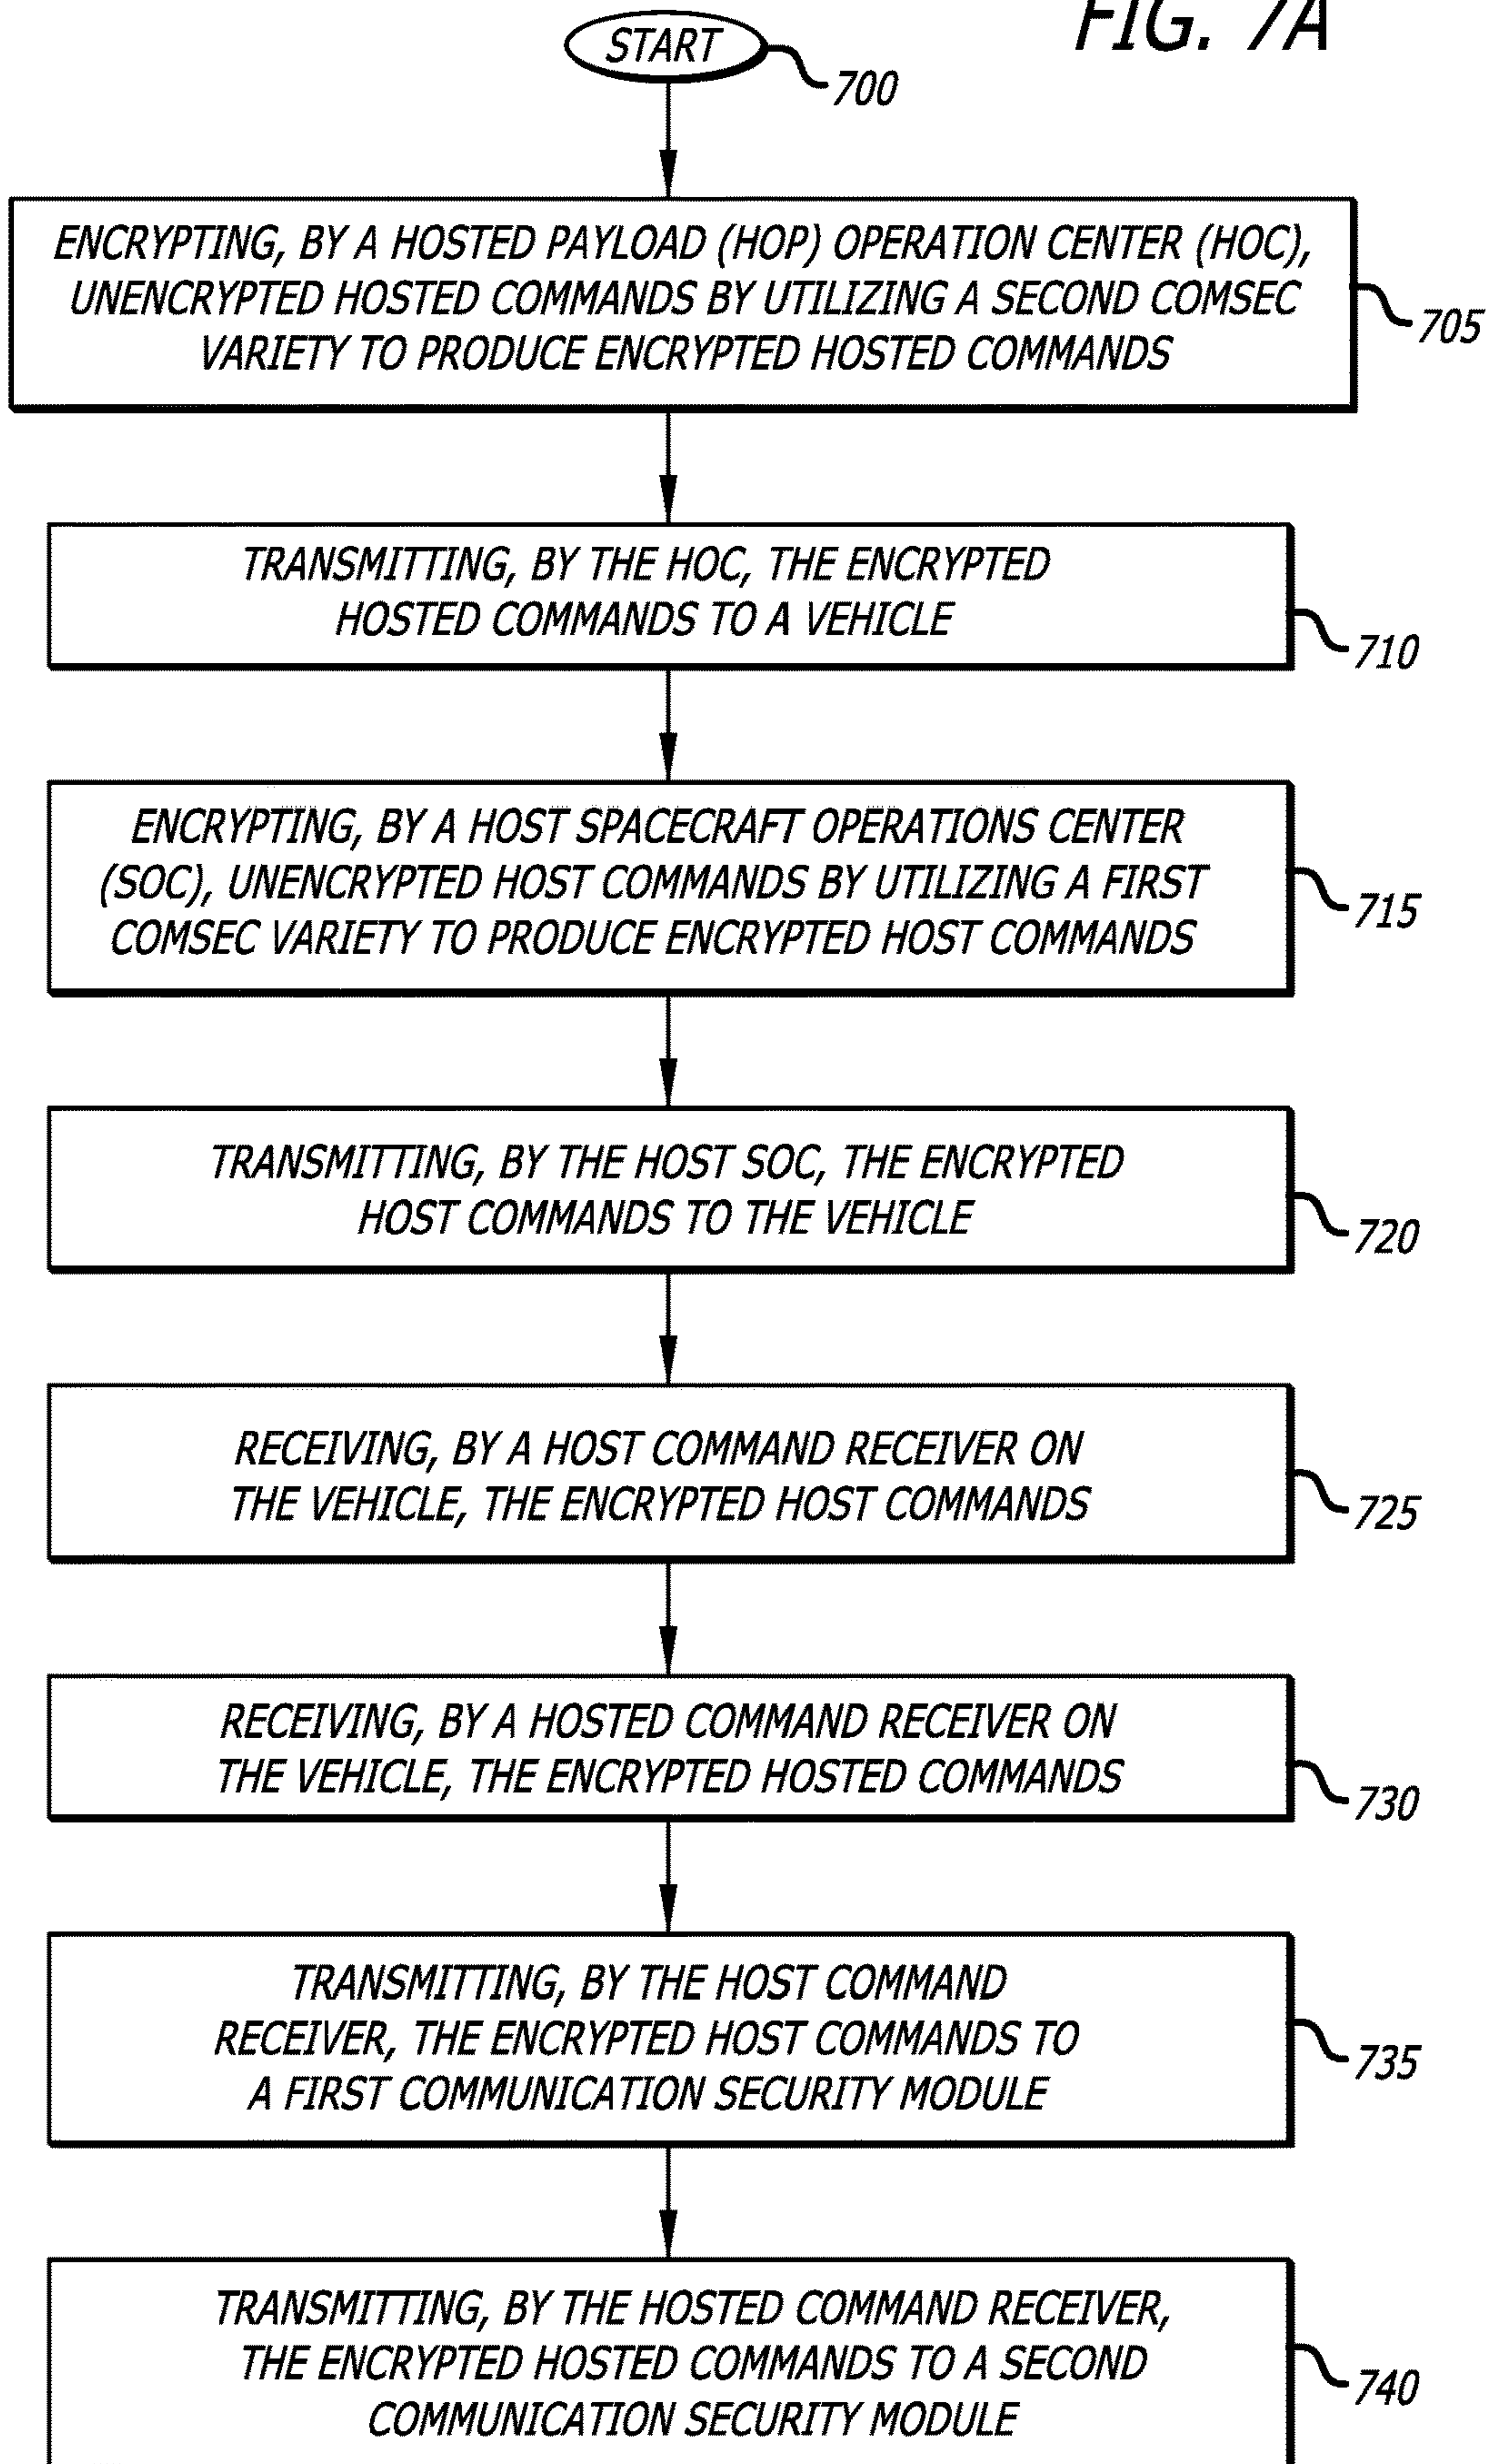 FIG. 7A
START
700
ENCRYPTING, BY A HOSTED PAYLOAD (HOP) OPERATION CENTER (HOC),
UNENCRYPTED HOSTED COMMANDS BY UTILIZING A SECOND COMSEC
VARIETY TO PRODUCE ENCRYPTED HOSTED COMMANDS
705
TRANSMITTING, BY THE HOC, THE ENCRYPTED
HOSTED COMMANDS TO A VEHICLE
710
ENCRYPTING, BY A HOST SPACECRAFT OPERATIONS CENTER
(SOC), UNENCRYPTED HOST COMMANDS BY UTILIZING A FIRST
COMSEC VARIETY TO PRODUCE ENCRYPTED HOST COMMANDS
715
TRANSMITTING, BY THE HOST SOC, THE ENCRYPTED
HOST COMMANDS TO THE VEHICLE
720
RECEIVING, BY A HOST COMMAND RECEIVER ON
THE VEHICLE, THE ENCRYPTED HOST COMMANDS
725
RECEIVING, BY A HOSTED COMMAND RECEIVER ON
THE VEHICLE, THE ENCRYPTED HOSTED COMMANDS
730
TRANSMITTING, BY THE HOST COMMAND
RECEIVER, THE ENCRYPTED HOST COMMANDS TO
A FIRST COMMUNICATION SECURITY MODULE
735
TRANSMITTING, BY THE HOSTED COMMAND RECEIVER,
THE ENCRYPTED HOSTED COMMANDS TO A SECOND
COMMUNICATION SECURITY MODULE
740